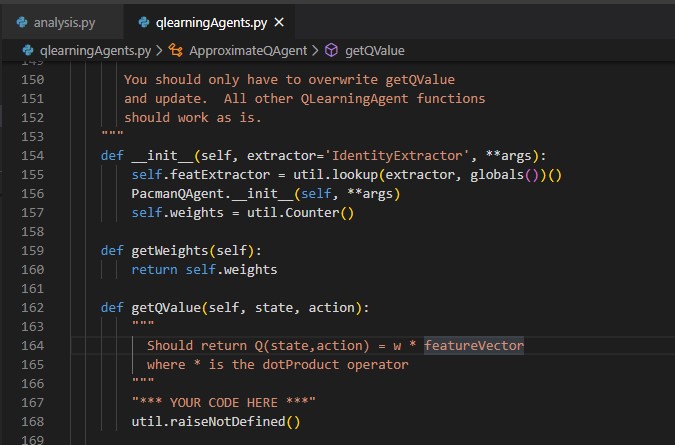 analysis.py
qlearningAgents.py ×
qlearningAgents.py > ApproximateQAgent > getQValue
149
150 You should only have to overwrite getQValue
151 and update.  All other QLearningAgent functions
152 should work as is.
153 """
154 def __init__(self, extractor='IdentityExtractor', **args):
155 self.featExtractor = util.lookup(extractor, globals())()
156 PacmanQAgent.__init__(self, **args)
157 self.weights = util.Counter()
158
159 def getWeights(self):
160 return self.weights
161
162 def getQValue(self, state, action):
163 """
164 Should return Q(state,action) = w * featureVector
165 where * is the dotProduct operator
166 """
167 "*** YOUR CODE HERE ***"
168 util.raiseNotDefined()
169